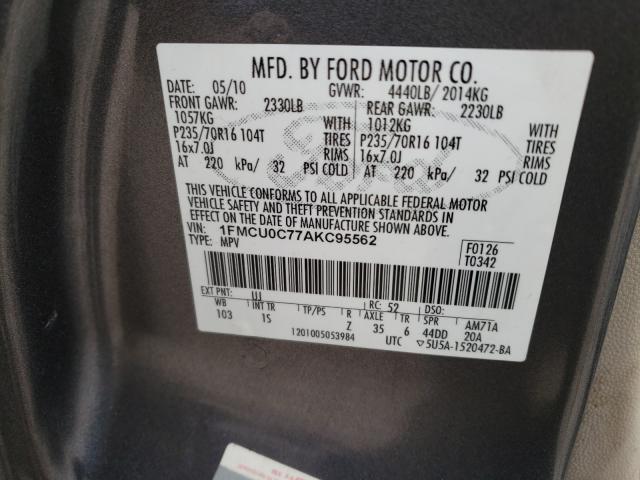 MFD. BY FORD MOTOR CO.
DATE: 05/10 GVWR: 4440LB/ 2014KG
FRONT GAWR: 2330LB REAR GAWR: 2230LB
1057KG WITH 1012KG WITH
P235/70R16 104T TIRES P235/70R16 104T TIRES
16x7.0J RIMS 16x7.0J RIMS
AT 220 kPa/ 32 PSI COLD AT 220 kPa/ 32 PSI COLD
THIS VEHICLE CONFORMS TO ALL APPLICABLE FEDERAL MOTOR
VEHICLE SAFETY AND THEFT PREVENTION STANDARDS IN
EFFECT ON THE DATE OF MANUFACTURE SHOWN ABOVE.
VIN: 1FMCU0C77AKC95562 F0126
TYPE: MPV T0342
EXT PNT: UJ RC: 52 DSO:
WB INT TR TP/PS R AXLE TR SPR AM71A
103 1S Z 35 6 44DD 20A
1201005053984 UTC ▽5U5A-1520472-BA
Ford